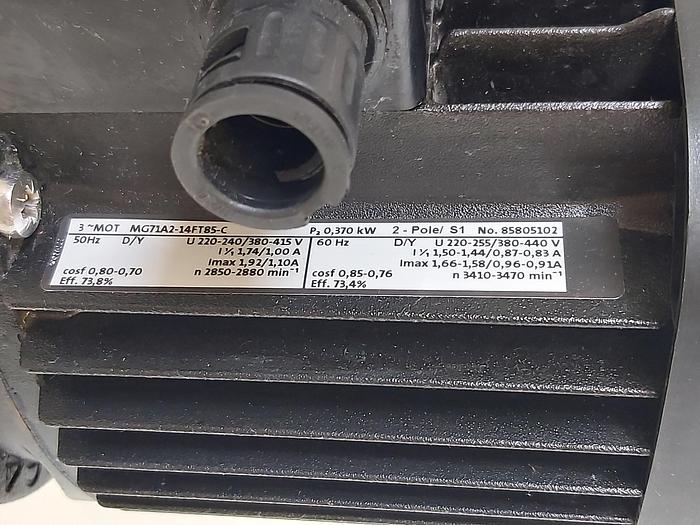 3 ~MOT MG71A2-14FT85-C P₂ 0,370 kW 2 - Pole/ S1 No. 85805102
50Hz D/Y U 220-240/380-415 V
I 1/1 1,74/1,00 A
Imax 1,92/1,10A
cosf 0,80-0,70 n 2850-2880 min⁻¹
Eff. 73,8%
60 Hz D/Y U 220-255/380-440 V
I 1/1 1,50-1,44/0,87-0,83 A
Imax 1,66-1,58/0,96-0,91A
cosf 0,85-0,76 n 3410-3470 min⁻¹
Eff. 73,4%